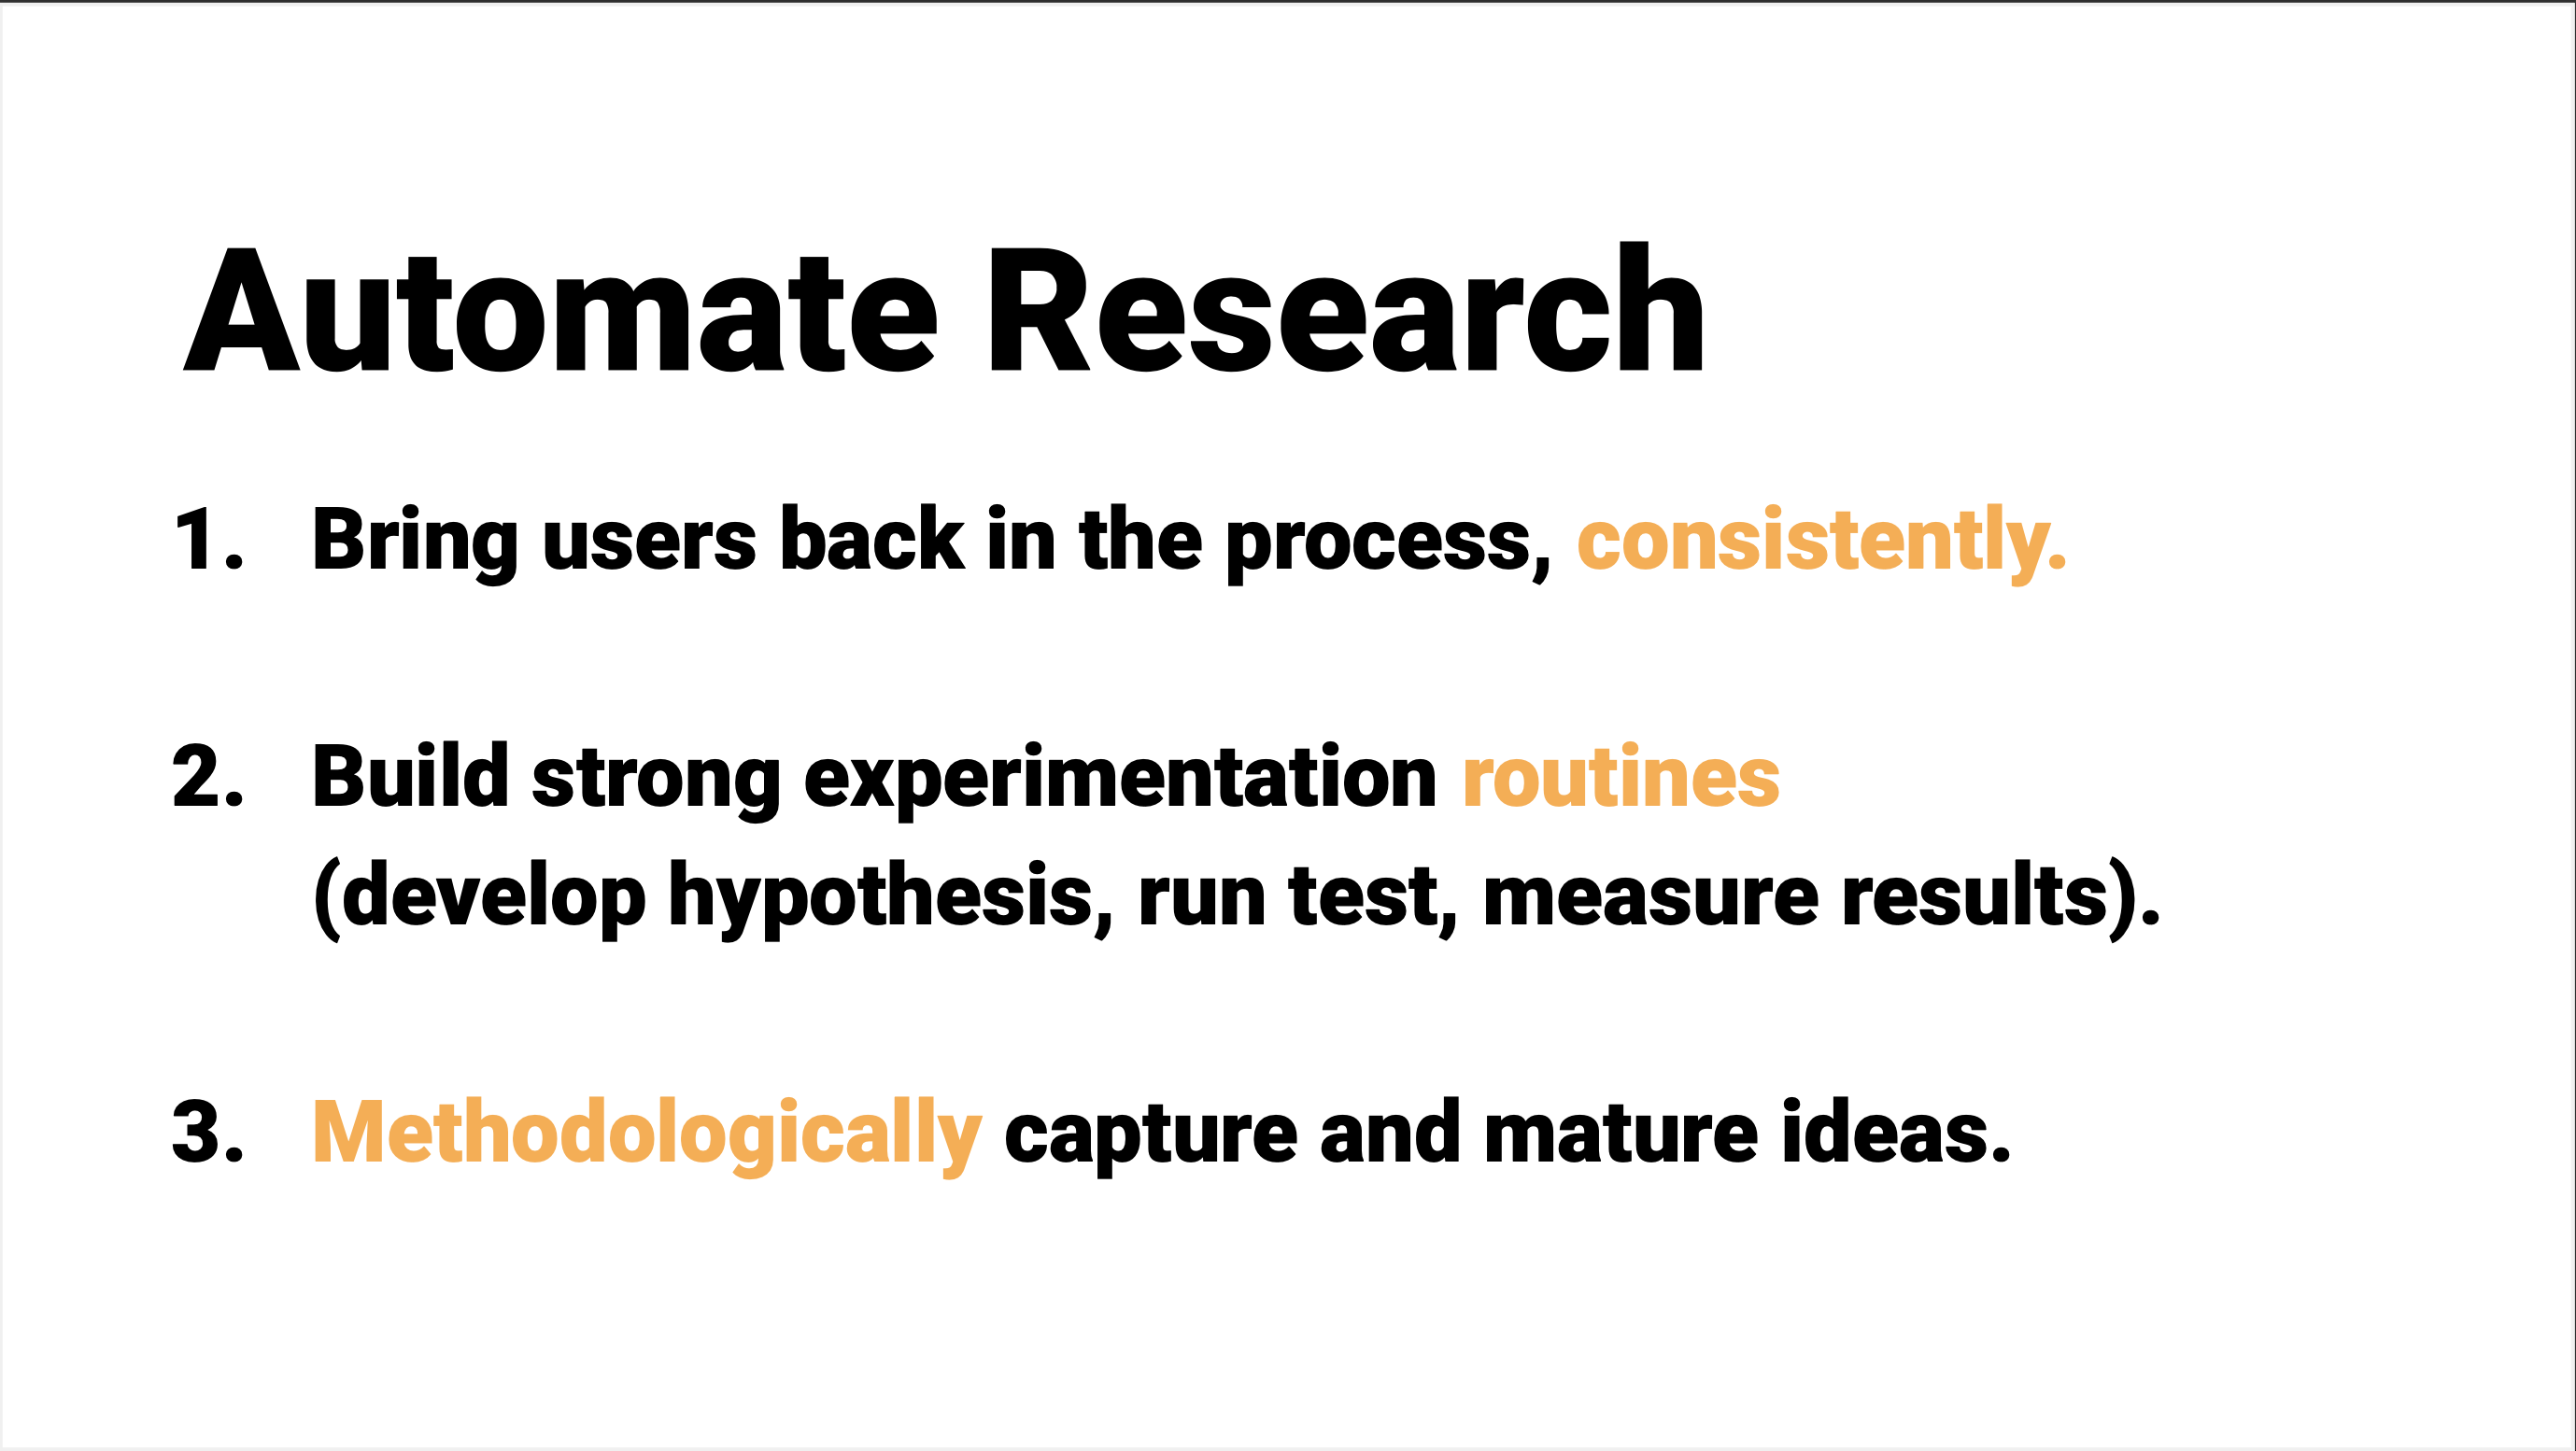 Automate Research
1. Bring users back in the process, consistently.
2. Build strong experimentation routines
(develop hypothesis, run test, measure results).
3. Methodologically capture and mature ideas.